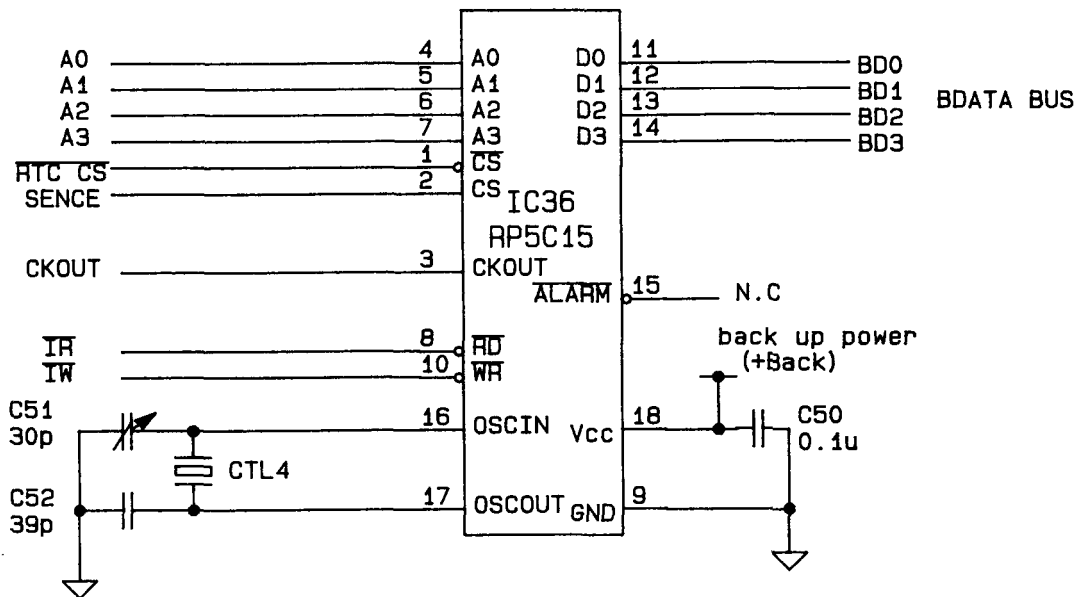 A0 4 A0 D0 11 BD0
A1 5 A1 D1 12 BD1 BDATA BUS
A2 6 A2 D2 13 BD2
A3 7 A3 D3 14 BD3
RTC CS 1 CS
SENCE 2 CS
IC36
RP5C15
CKOUT 3 CKOUT
ALARM 15 N.C
back up power
(+Back)
IR 8 RD
IW 10 WR
C51
30p
16 OSCIN Vcc 18 C50
0.1u
CTL4
C52
39p
17 OSCOUT GND 9